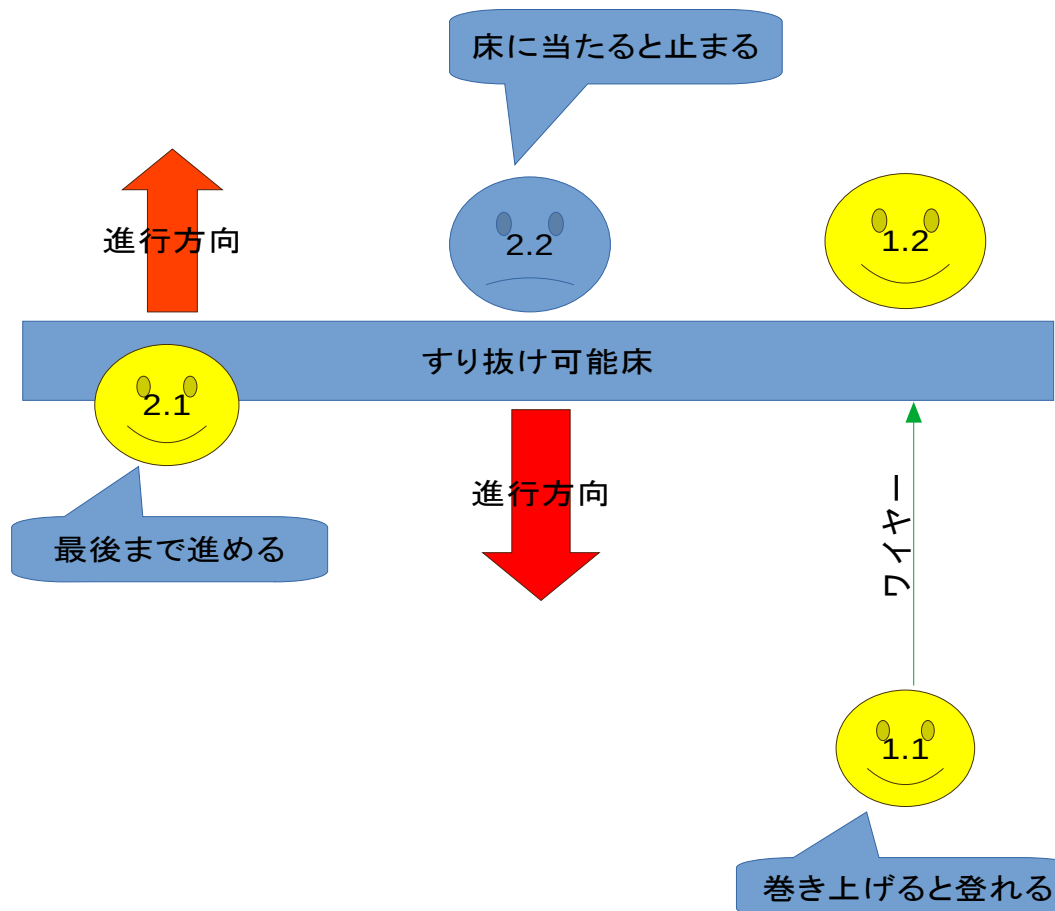 床に当たると止まる
進行方向
2.2
1.2
すり抜け可能床
2.1
進行方向
最後まで進める
ワイヤー
1.1
巻き上げると登れる